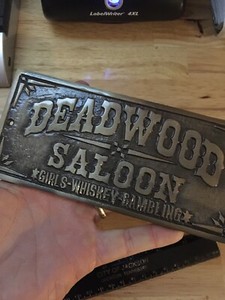 LabelWriter 4XL
DEADWOOD
SALOON
GIRLS-WHISKEY-GAMBLING